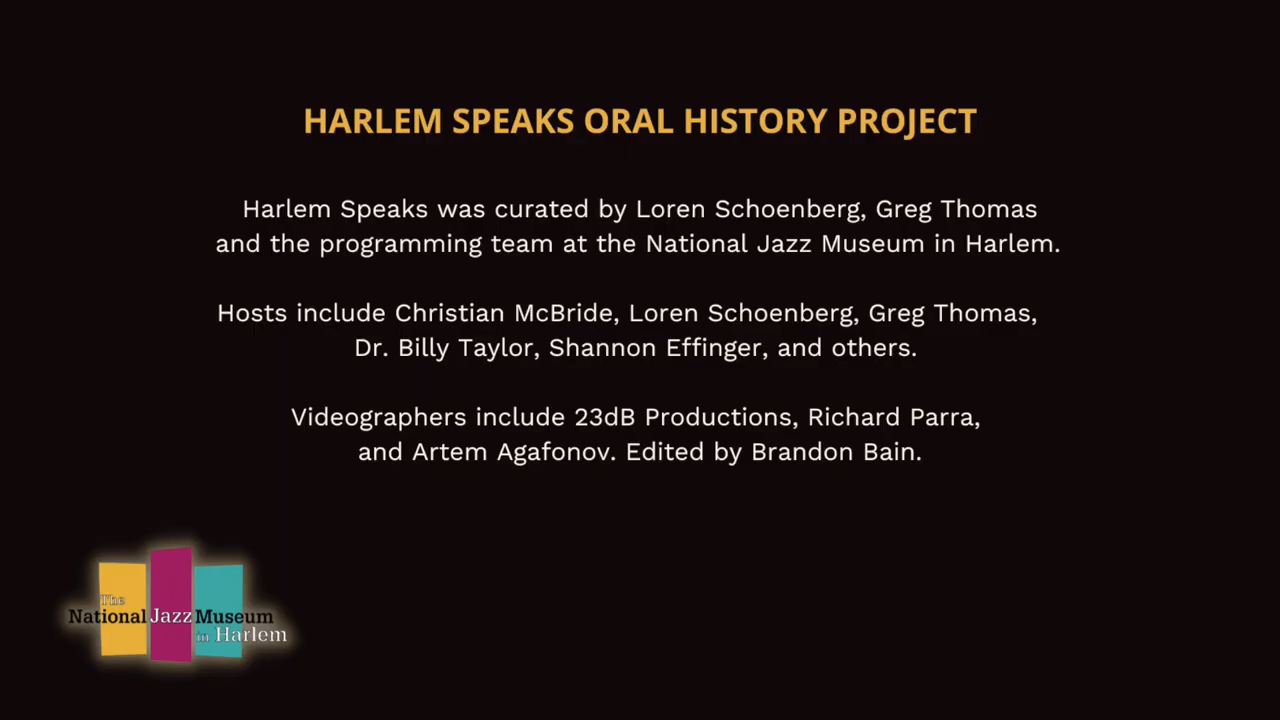 HARLEM SPEAKS ORAL HISTORY PROJECT
Harlem Speaks was curated by Loren Schoenberg, Greg Thomas
and the programming team at the National Jazz Museum in Harlem.
Hosts include Christian McBride, Loren Schoenberg, Greg Thomas,
Dr. Billy Taylor, Shannon Effinger, and others.
Videographers include 23dB Productions, Richard Parra,
and Artem Agafonov. Edited by Brandon Bain.
The
National Jazz Museum
in Harlem